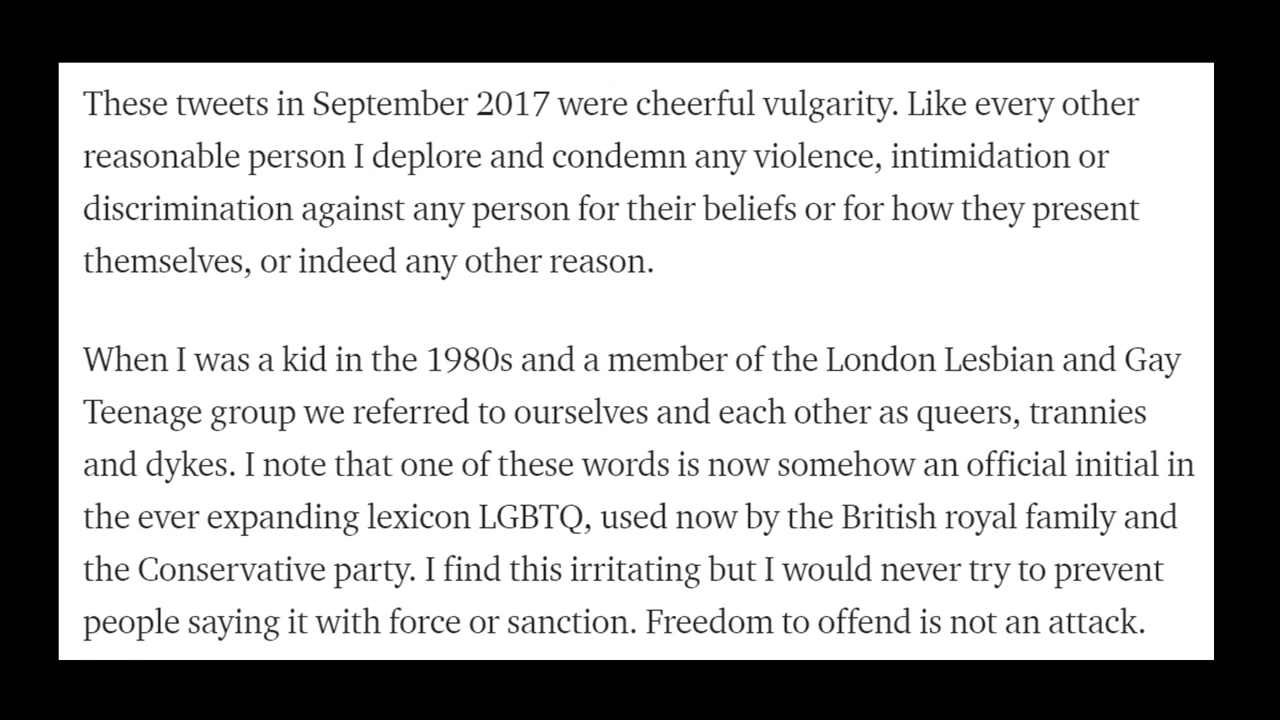 These tweets in September 2017 were cheerful vulgarity. Like every other
reasonable person I deplore and condemn any violence, intimidation or
discrimination against any person for their beliefs or for how they present
themselves, or indeed any other reason.
When I was a kid in the 1980s and a member of the London Lesbian and Gay
Teenage group we referred to ourselves and each other as queers, trannies
and dykes. I note that one of these words is now somehow an official initial in
the ever expanding lexicon LGBTQ, used now by the British royal family and
the Conservative party. I find this irritating but I would never try to prevent
people saying it with force or sanction. Freedom to offend is not an attack.